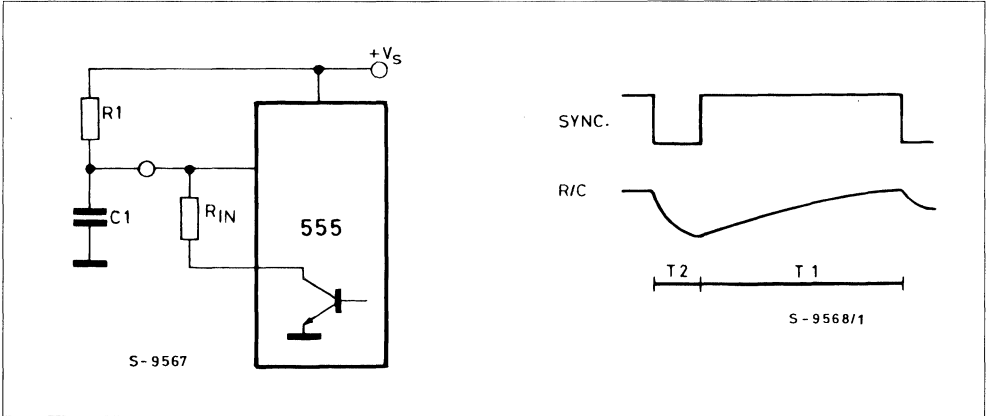 +VS
R1
C1
RIN
555
S-9567
SYNC.
R/C
T2 T1
S-9568/1